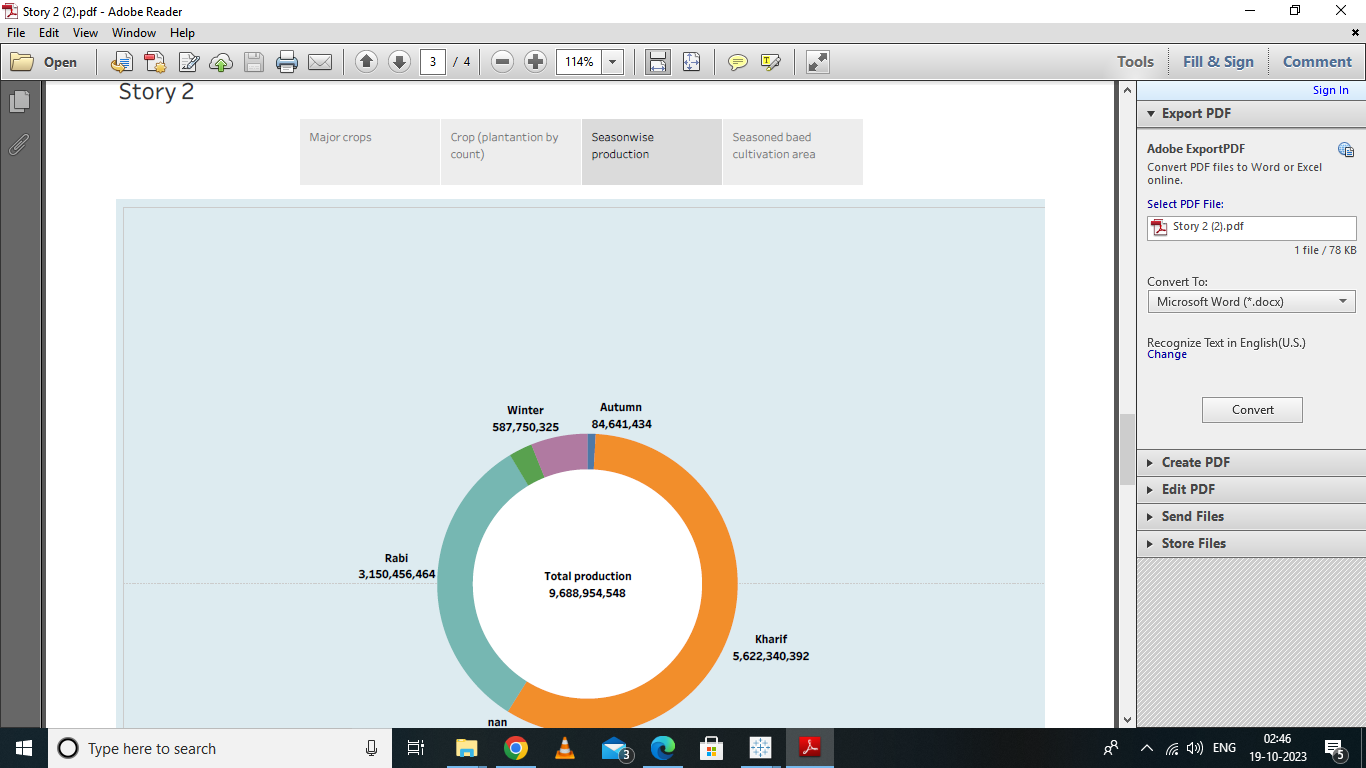 Story 2 (2).pdf - Adobe Reader
File Edit View Window Help
Open 3 / 4 114% Tools Fill & Sign Comment
Story 2
Major crops
Crop (plantantion by
count)
Seasonwise
production
Seasoned baed
cultivation area
Winter
587,750,325
Autumn
84,641,434
Rabi
3,150,456,464
Total production
9,688,954,548
Kharif
5,622,340,392
nan
Sign In
Export PDF
Adobe ExportPDF
Convert PDF files to Word or Excel
online.
Select PDF File:
Story 2 (2).pdf
1 file / 78 KB
Convert To:
Microsoft Word (*.docx)
Recognize Text in English(U.S.)
Change
Convert
Create PDF
Edit PDF
Send Files
Store Files
Type here to search
3
ENG
02:46
19-10-2023
5